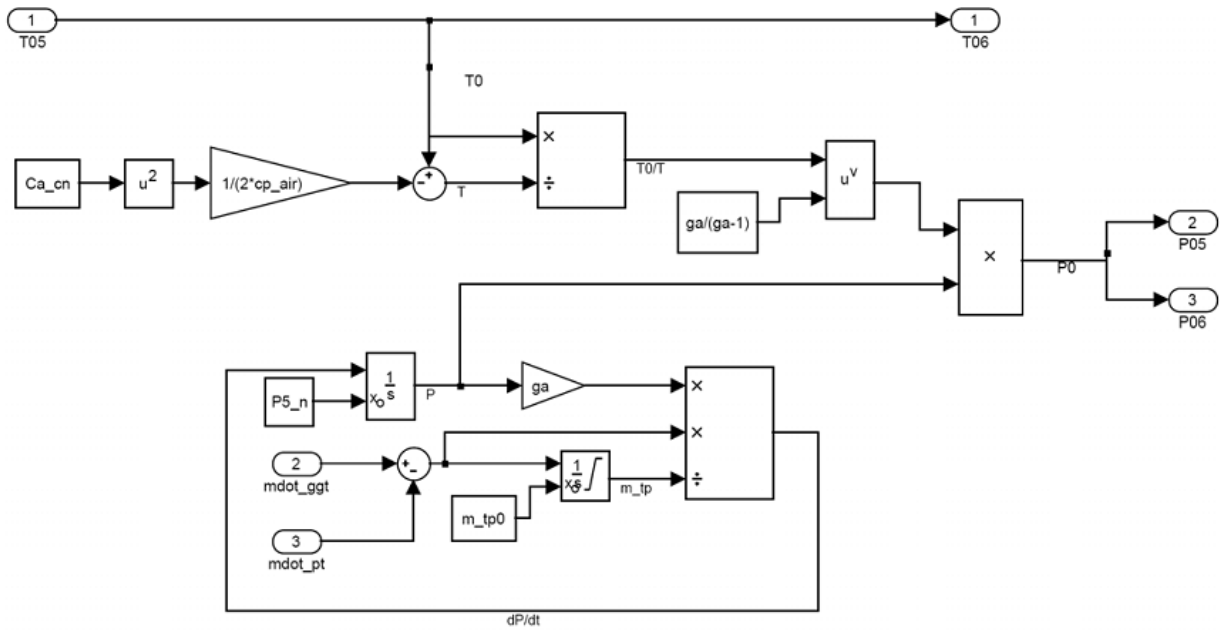 1
T05
1
T06
T0
Ca_cn
u²
1/(2*cp_air)
- +
T
×
÷
T0/T
ga/(ga-1)
uᵛ
×
P0
2
P05
3
P06
P5_n
1
s
xo
P
ga
×
×
÷
2
mdot_ggt
+ -
3
mdot_pt
m_tp0
1
s
xo
m_tp
dP/dt